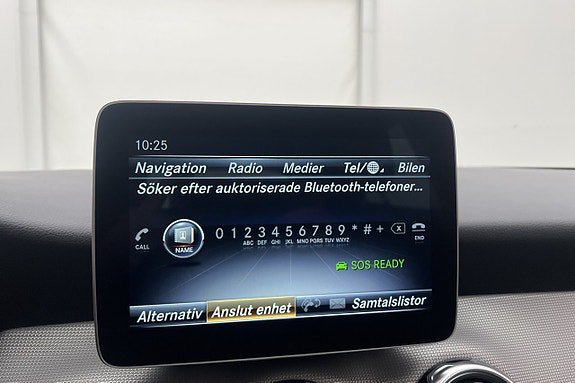 10:25
Navigation Radio Medier Tel/ Bilen
Söker efter auktoriserade Bluetooth-telefoner...
CALL NAME 0 1 2 3 4 5 6 7 8 9 * # + END
ABC DEF GHI JKL MNO PQRS TUV WXYZ
SOS READY
Alternativ Anslut enhet Samtalslistor